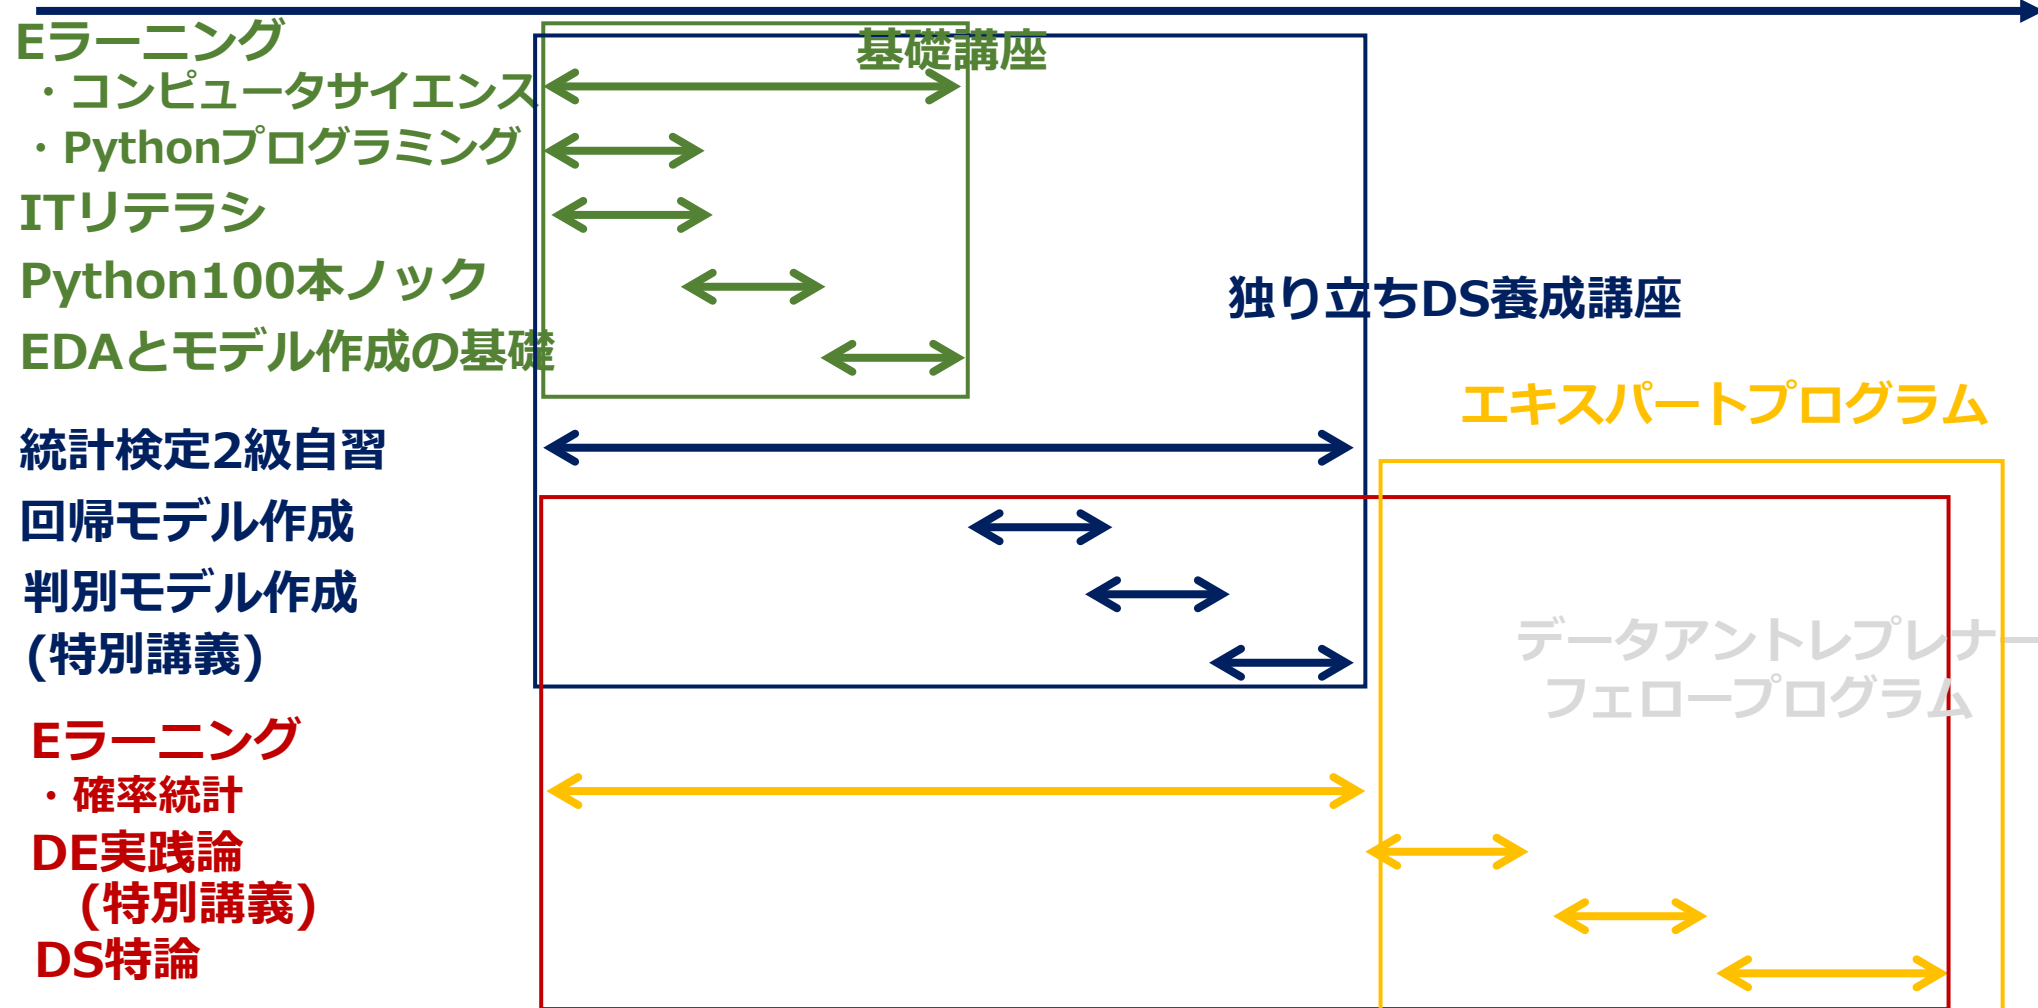 Eラーニング
基礎講座
・コンピュータサイエンス
・Pythonプログラミング
ITリテラシ
Python100本ノック
独り立ちDS養成講座
EDAとモデル作成の基礎
エキスパートプログラム
統計検定2級自習
回帰モデル作成
判別モデル作成
(特別講義)
データアントレプレナー
フェロープログラム
Eラーニング
・確率統計
DE実践論
(特別講義)
DS特論